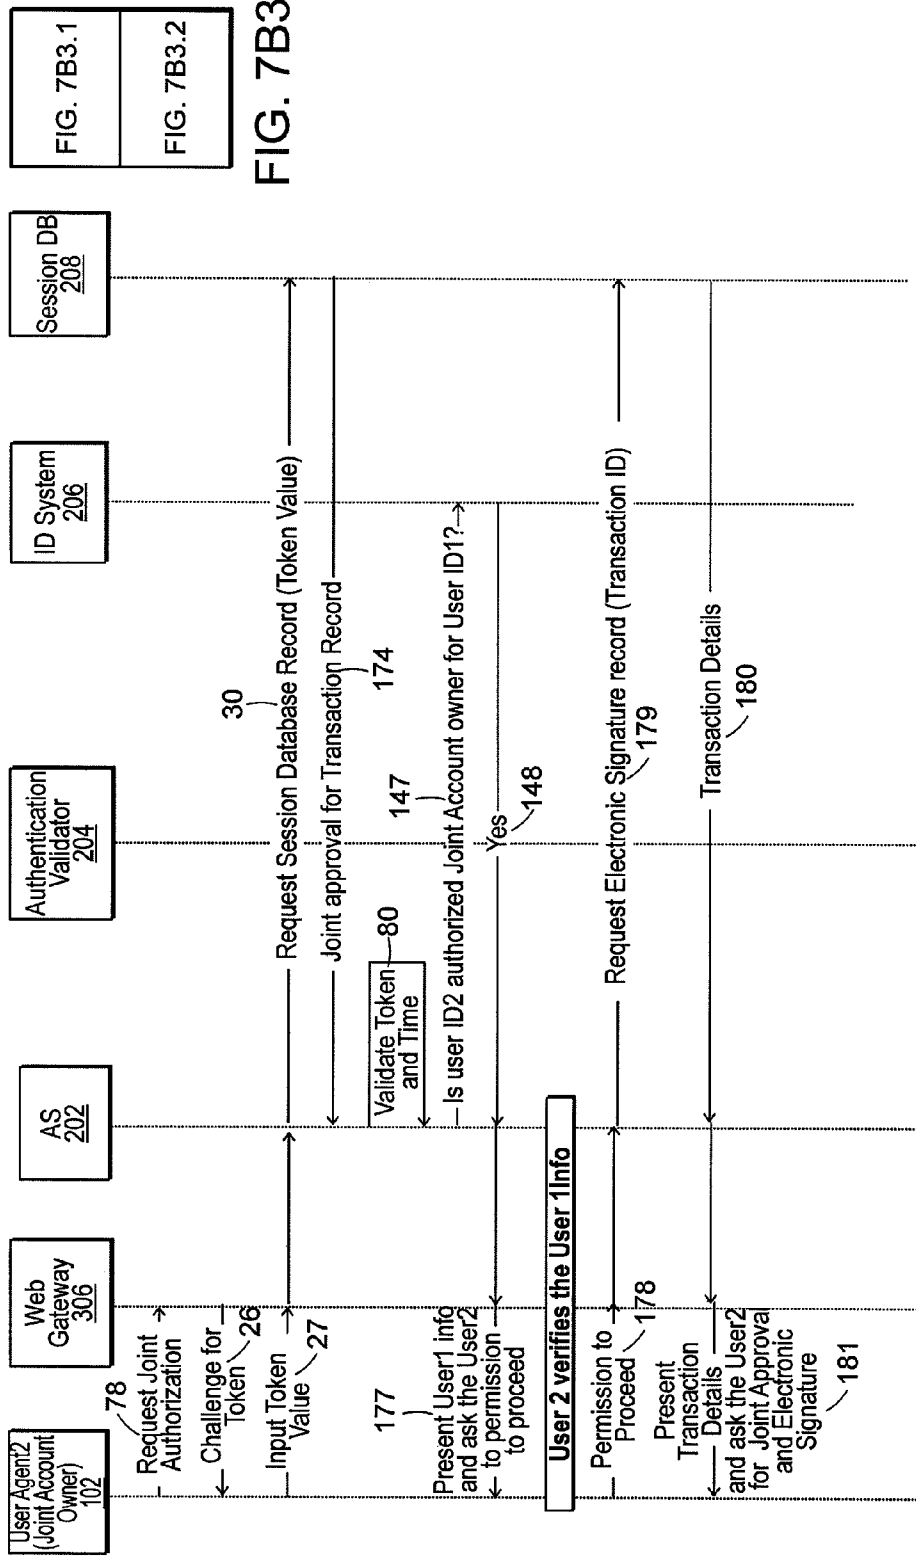 User Agent2
(Joint Account
Owner)
102
Web
Gateway
306
AS
202
Authentication
Validator
204
ID System
206
Session DB
208
FIG. 7B3.1
FIG. 7B3.2
FIG. 7B3
78
Request Joint
Authorization
Challenge for
Token
26
Input Token
Value
27
30
Request Session Database Record (Token Value)
Joint approval for Transaction Record
174
Validate Token
and Time
80
147
Is user ID2 authorized Joint Account owner for User ID1?
Yes
148
177
Present User1 info
and ask the User2
to permission
to proceed
User 2 verifies the User 1Info
Permission to
Proceed
178
Request Electronic Signature record (Transaction ID)
179
Transaction Details
180
Present
Transaction
Details
and ask the User2
for Joint Approval
and Electronic
Signature
181